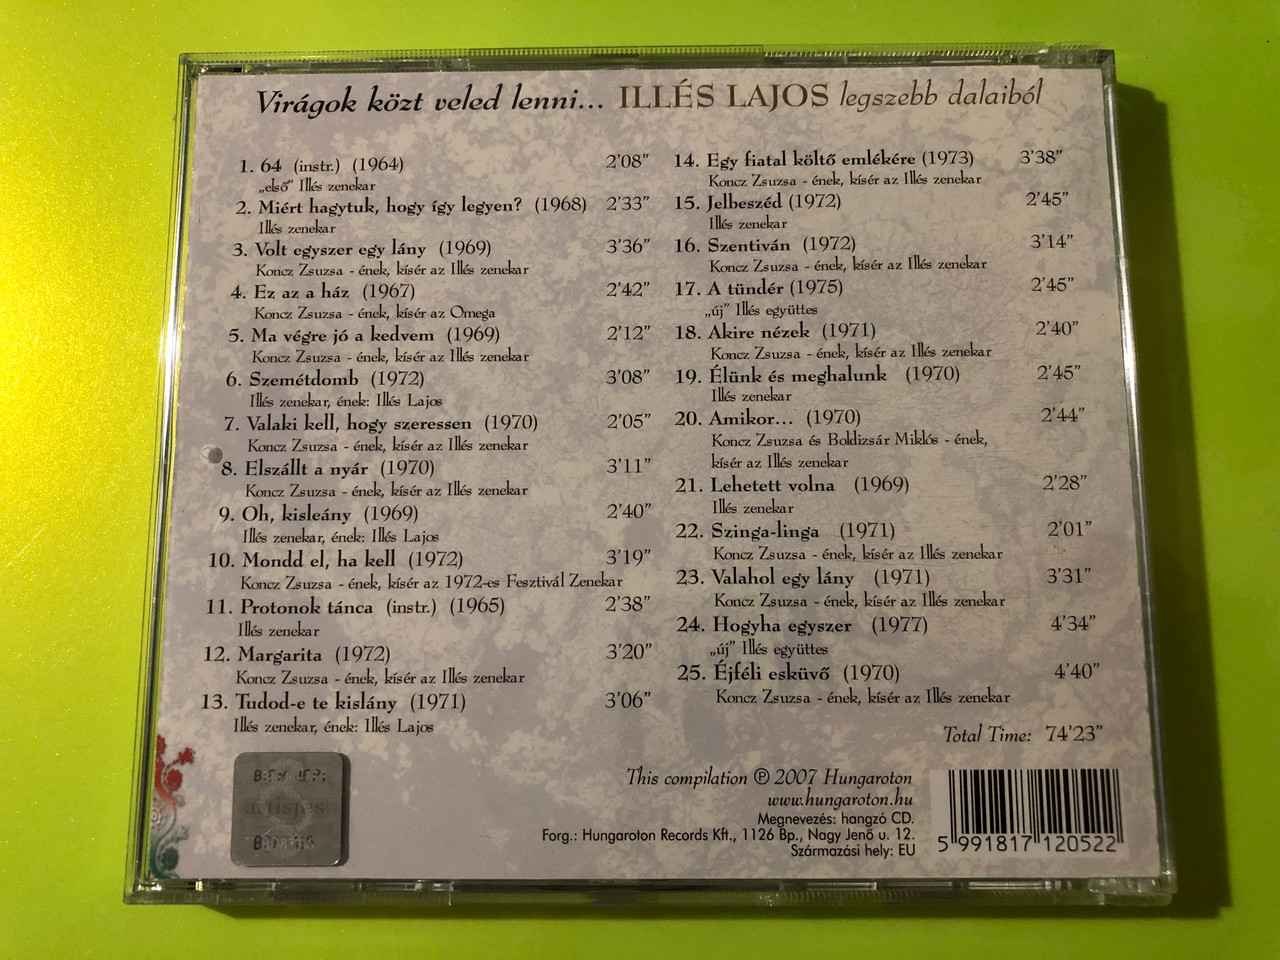 Virágok közt veled lenni... ILLÉS LAJOS legszebb dalaiból
1. 64 (instr.) (1964) 2'08"
„első" Illés zenekar
2. Miért hagytuk, hogy így legyen? (1968) 2'33"
Illés zenekar
3. Volt egyszer egy lány (1969) 3'36"
Koncz Zsuzsa - ének, kísér az Illés zenekar
4. Ez az a ház (1967) 2'42"
Koncz Zsuzsa - ének, kísér az Omega
5. Ma végre jó a kedvem (1969) 2'12"
Koncz Zsuzsa - ének, kísér az Illés zenekar
6. Szemétdomb (1972) 3'08"
Illés zenekar, ének: Illés Lajos
7. Valaki kell, hogy szeressen (1970) 2'05"
Koncz Zsuzsa - ének, kísér az Illés zenekar
8. Elszállt a nyár (1970) 3'11"
Koncz Zsuzsa - ének, kísér az Illés zenekar
9. Oh, kisleány (1969) 2'40"
Illés zenekar, ének: Illés Lajos
10. Mondd el, ha kell (1972) 3'19"
Koncz Zsuzsa - ének, kísér az 1972-es Fesztivál Zenekar
11. Protonok tánca (instr.) (1965) 2'38"
Illés zenekar
12. Margarita (1972) 3'20"
Koncz Zsuzsa - ének, kísér az Illés zenekar
13. Tudod-e te kislány (1971) 3'06"
Illés zenekar, ének: Illés Lajos
14. Egy fiatal költő emlékére (1973) 3'38"
Koncz Zsuzsa - ének, kísér az Illés zenekar
15. Jelbeszéd (1972) 2'45"
Illés zenekar
16. Szentiván (1972) 3'14"
Koncz Zsuzsa - ének, kísér az Illés zenekar
17. A tündér (1975) 2'45"
„új" Illés együttes
18. Akire nézek (1971) 2'40"
Koncz Zsuzsa - ének, kísér az Illés zenekar
19. Élünk és meghalunk (1970) 2'45"
Illés zenekar
20. Amikor... (1970) 2'44"
Koncz Zsuzsa és Boldizsár Miklós - ének,
kísér az Illés zenekar
21. Lehetett volna (1969) 2'28"
Illés zenekar
22. Szinga-linga (1971) 2'01"
Koncz Zsuzsa - ének, kísér az Illés zenekar
23. Valahol egy lány (1971) 3'31"
Koncz Zsuzsa - ének, kísér az Illés zenekar
24. Hogyha egyszer (1977) 4'34"
„új" Illés együttes
25. Éjféli esküvő (1970) 4'40"
Koncz Zsuzsa - ének, kísér az Illés zenekar
Total Time: 74'23"
This compilation ℗ 2007 Hungaroton
www.hungaroton.hu
Megnevezés: hangzó CD.
Forg.: Hungaroton Records Kft., 1126 Bp., Nagy Jenő u. 12.
Származási hely: EU
5 991817 120522
artisjus